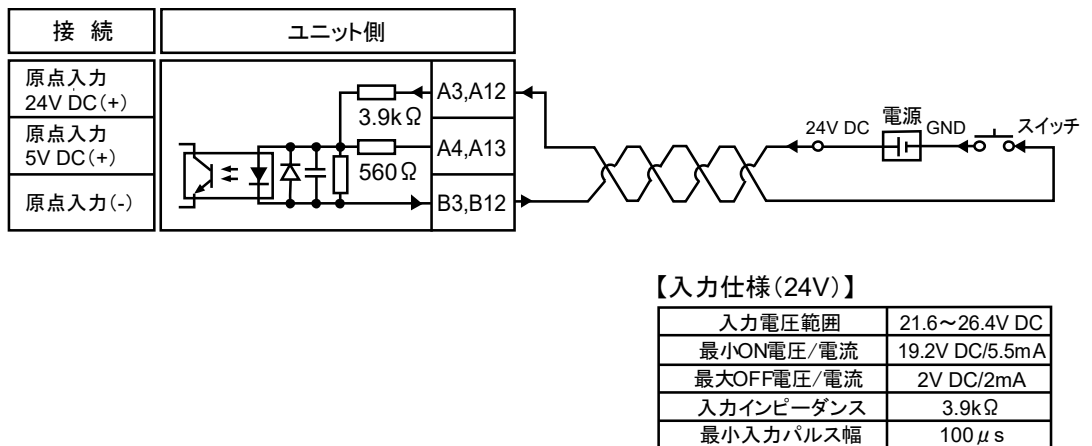 接 続
ユニット側
原点入力
24V DC(+)
原点入力
5V DC(+)
原点入力(-)
3.9kΩ
560Ω
A3,A12
A4,A13
B3,B12
24V DC
電源
GND
スイッチ
【入力仕様(24V)】
入力電圧範囲 21.6～26.4V DC
最小ON電圧/電流 19.2V DC/5.5mA
最大OFF電圧/電流 2V DC/2mA
入力インピーダンス 3.9kΩ
最小入力パルス幅 100μs